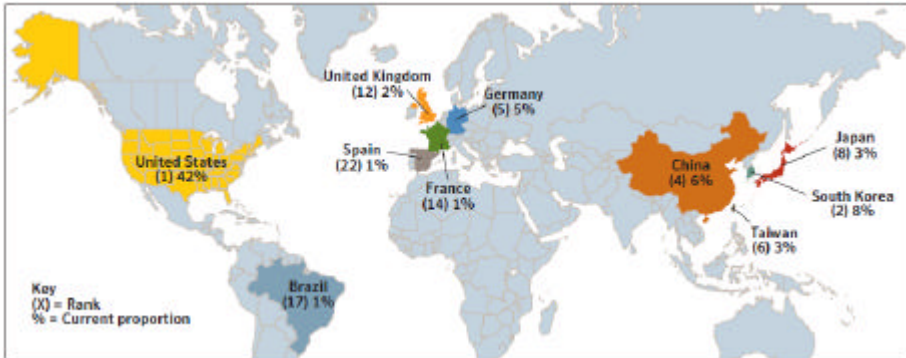 United Kingdom
(12) 2%
Germany
(5) 5%
United States
(1) 42%
Spain
(22) 1%
France
(14) 1%
China
(4) 6%
Japan
(8) 3%
South Korea
(2) 8%
Taiwan
(6) 3%
Brazil
(17) 1%
Key
(X) = Rank
% = Current proportion